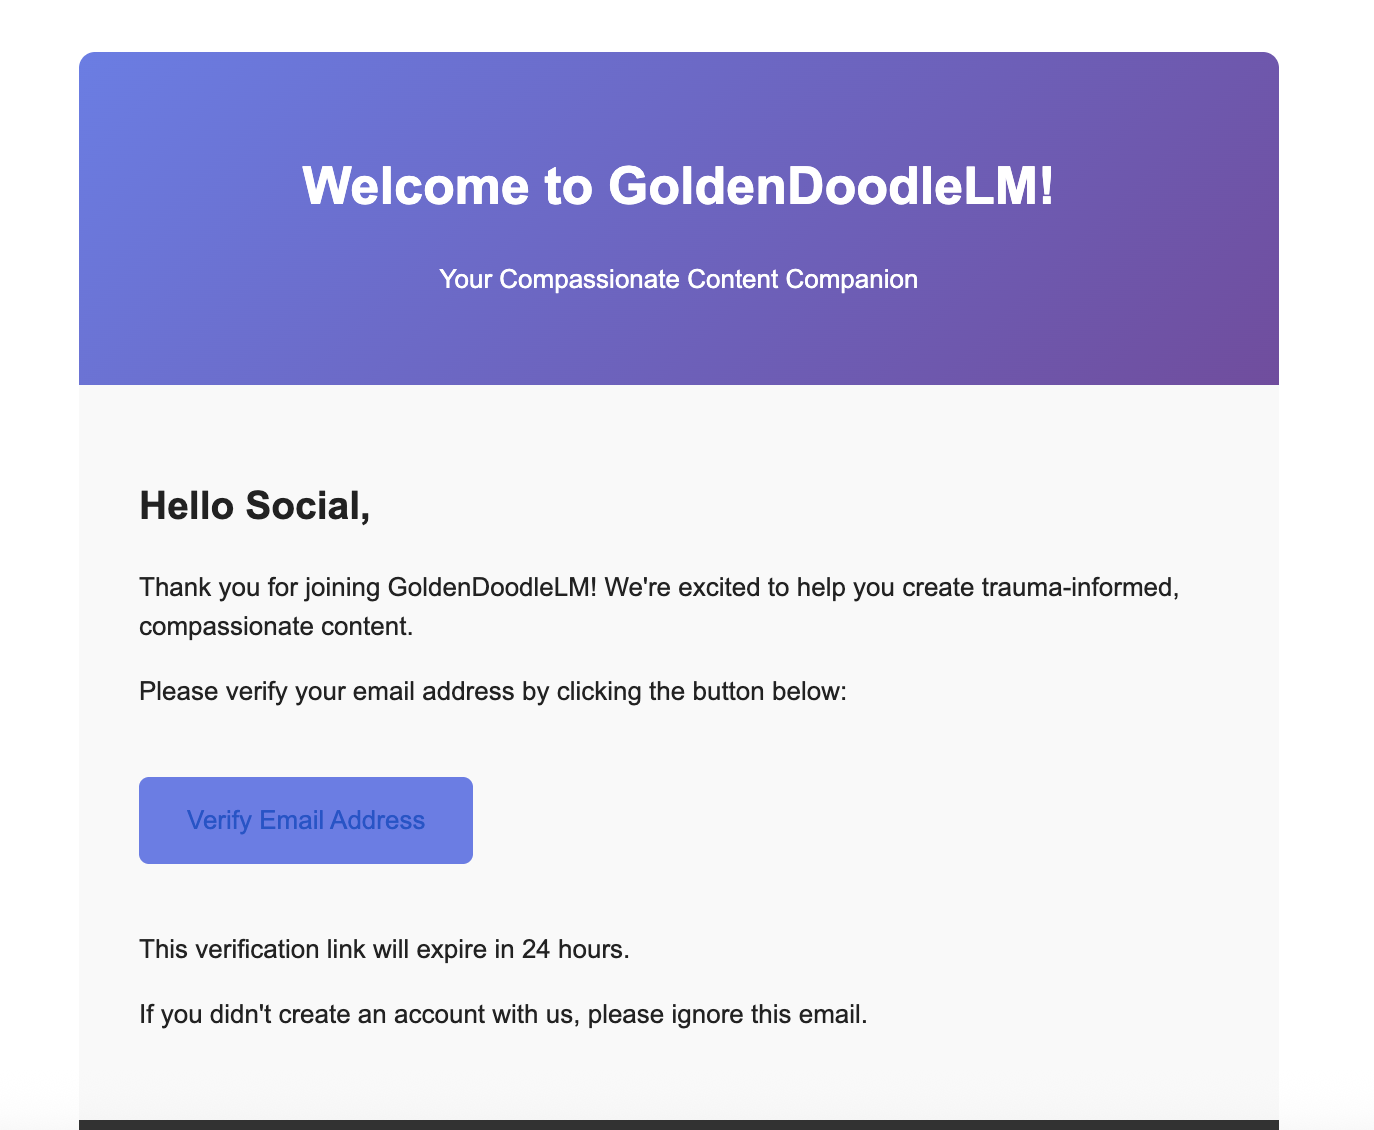 Welcome to GoldenDoodleLM!
Your Compassionate Content Companion
Hello Social,
Thank you for joining GoldenDoodleLM! We're excited to help you create trauma-informed,
compassionate content.
Please verify your email address by clicking the button below:
Verify Email Address
This verification link will expire in 24 hours.
If you didn't create an account with us, please ignore this email.